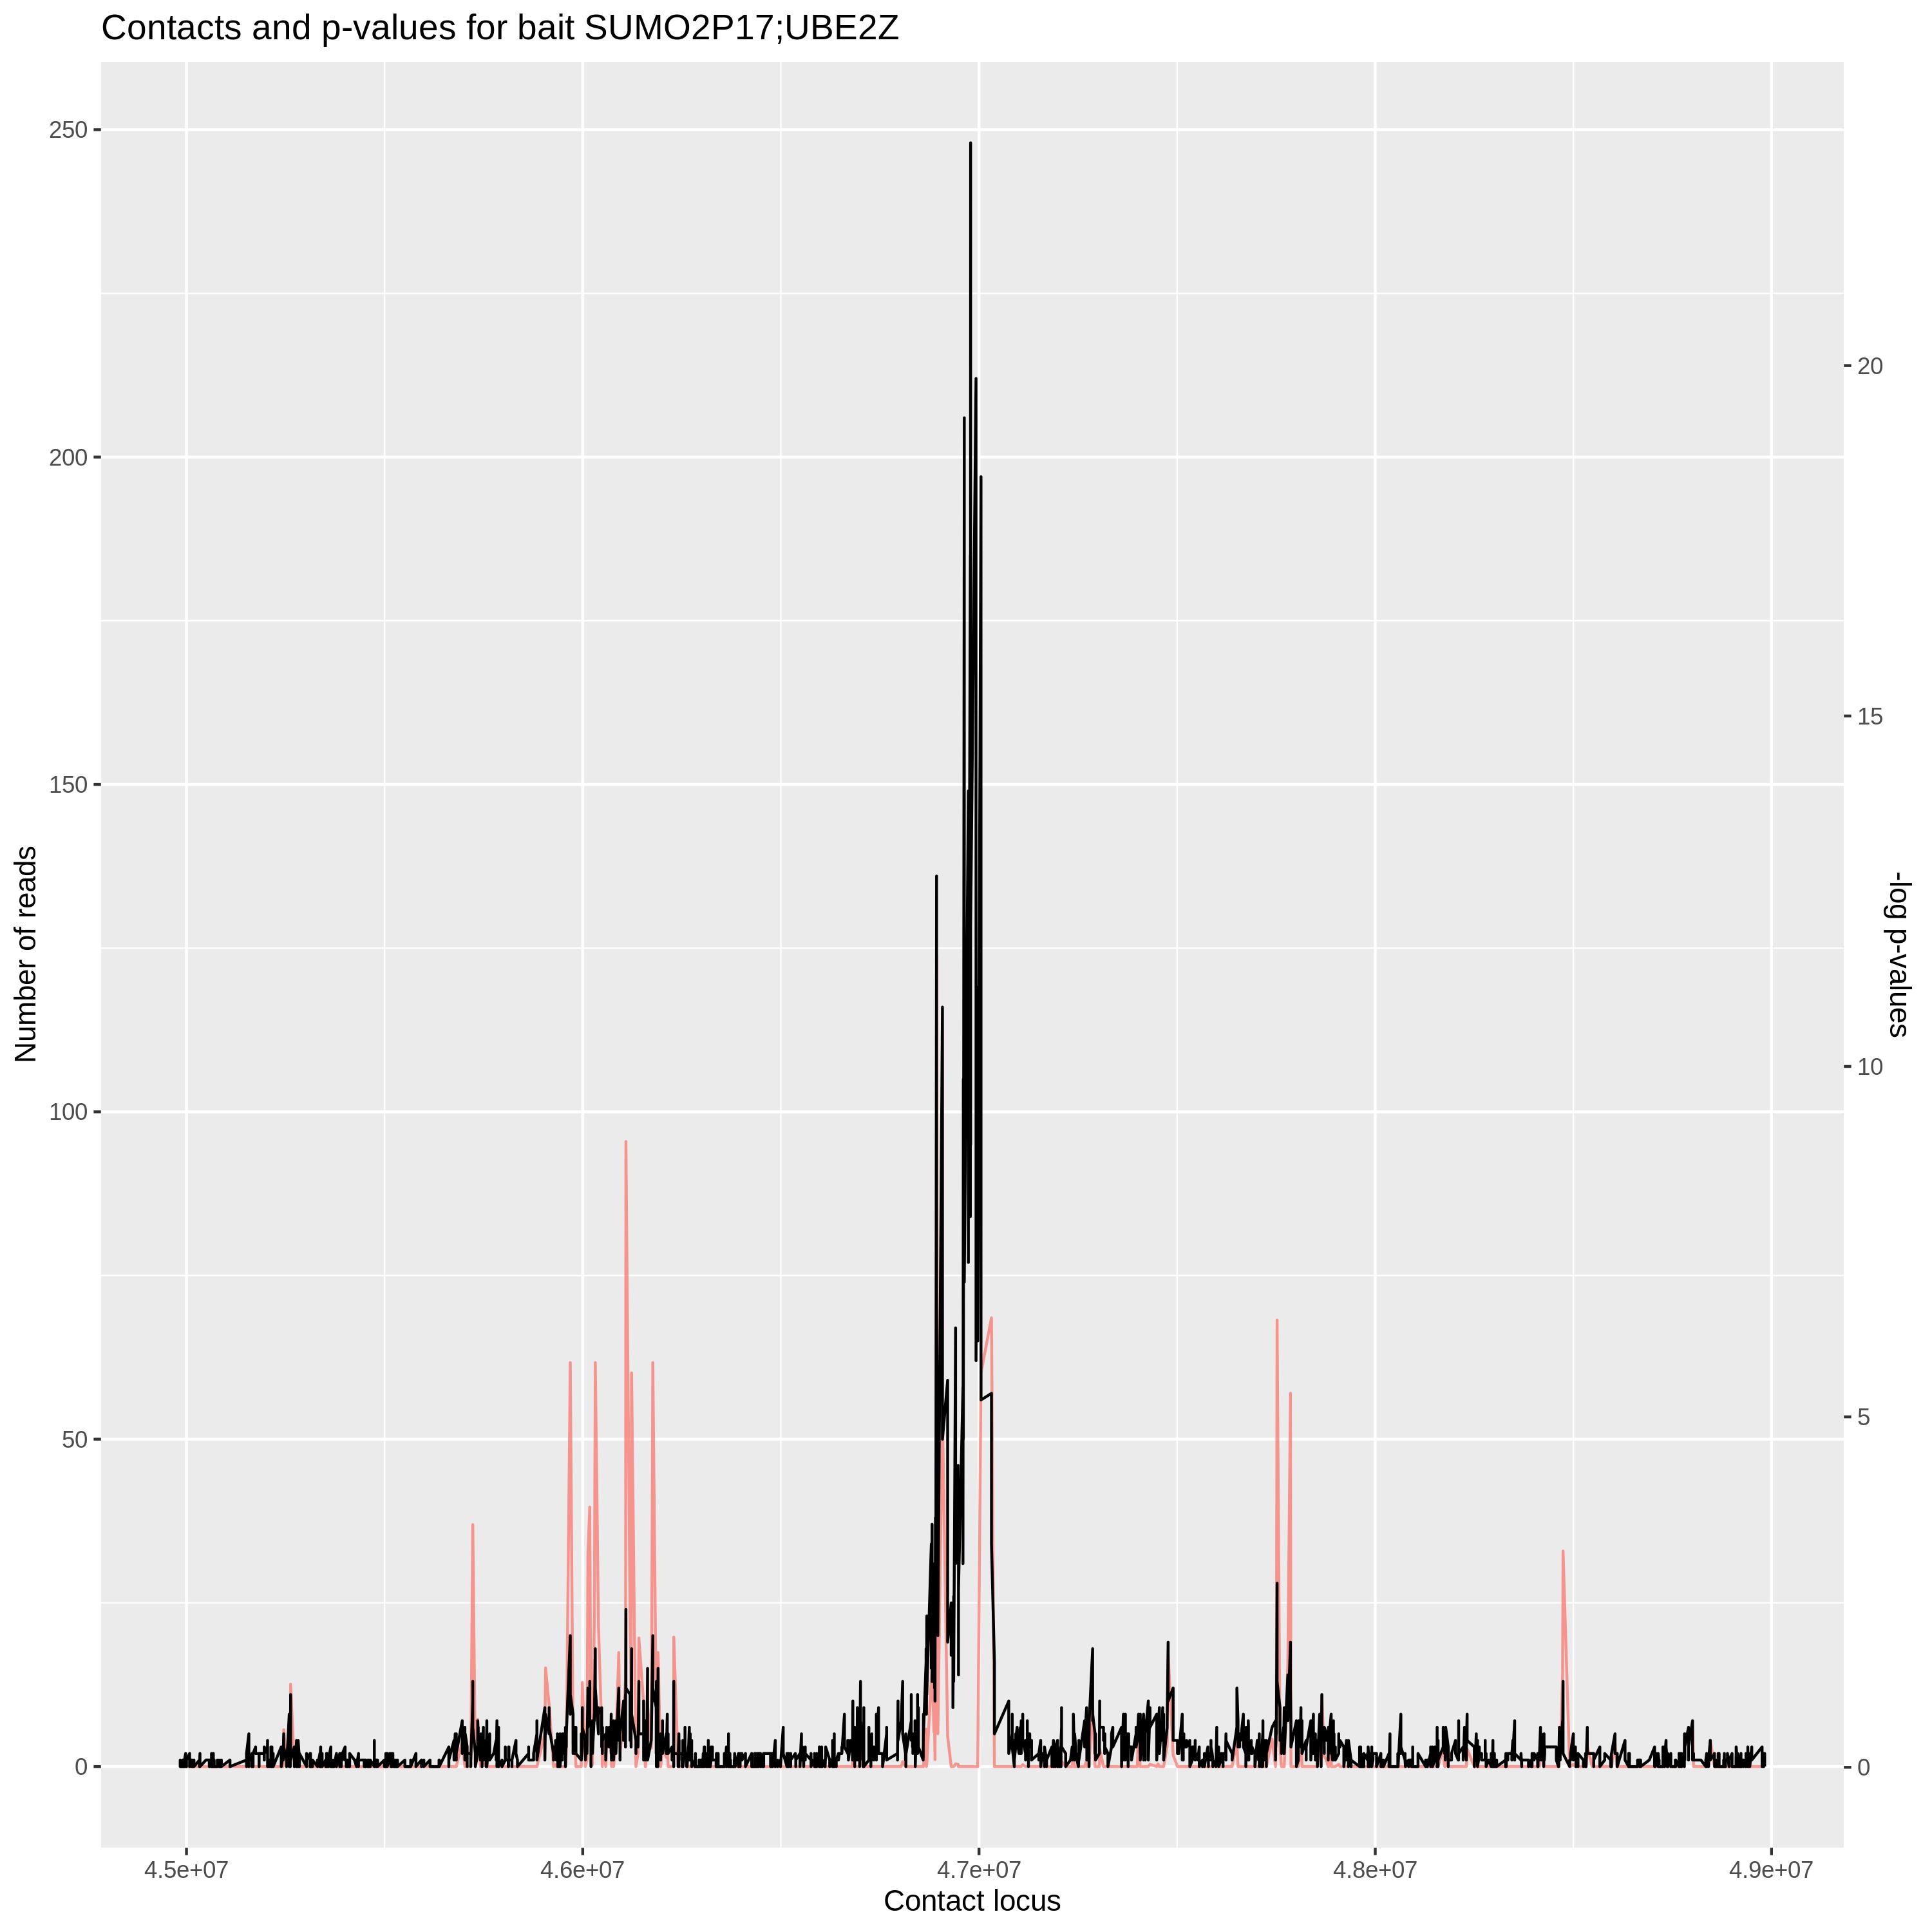 Contacts and p-values for bait SUMO2P17;UBE2Z
250
200
150
100
50
0
Number of reads
20
15
10
5
0
-log p-values
4.5e+07 4.6e+07 4.7e+07 4.8e+07 4.9e+07
Contact locus